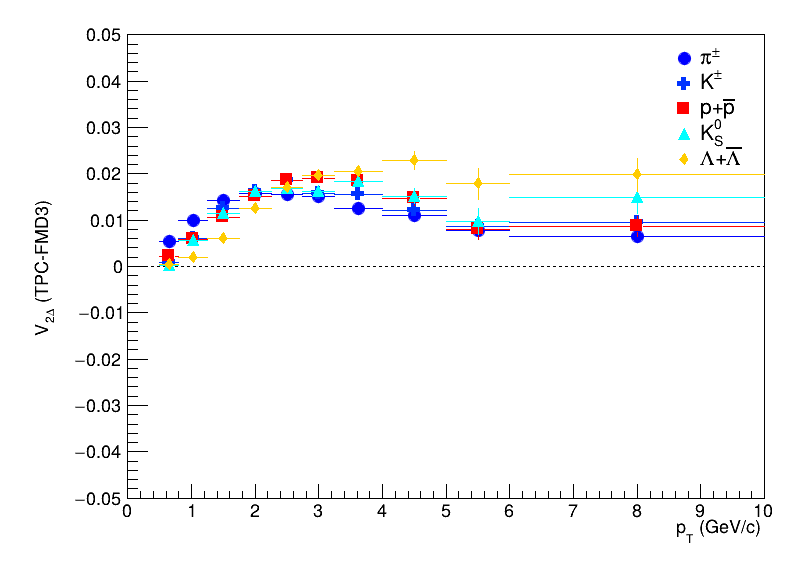 0.05
0.04
0.03
0.02
0.01
0
−0.01
−0.02
−0.03
−0.04
−0.05
V₂Δ (TPC-FMD3)
π±
K±
p+p̅
K⁰S
Λ+Λ̅
0 1 2 3 4 5 6 7 8 9 10
pT (GeV/c)